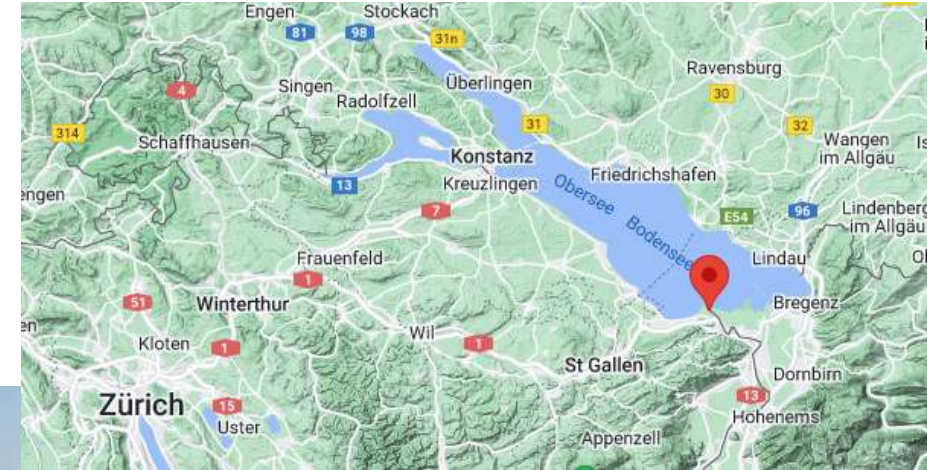 Engen
Stockach
81
98
31n
Überlingen
Ravensburg
4
Singen
Radolfzell
30
314
Schaffhausen
31
32
Wangen
im Allgäu
Konstanz
13
Kreuzlingen
Obersee
Friedrichshafen
engen
7
E54
96
Lindenberg
im Allgäu
Bodensee
Frauenfeld
1
Lindau
51
Winterthur
Bregenz
Wil
Kloten
1
1
St Gallen
Zürich
15
Dornbirn
13
Uster
Hohenems
Appenzell